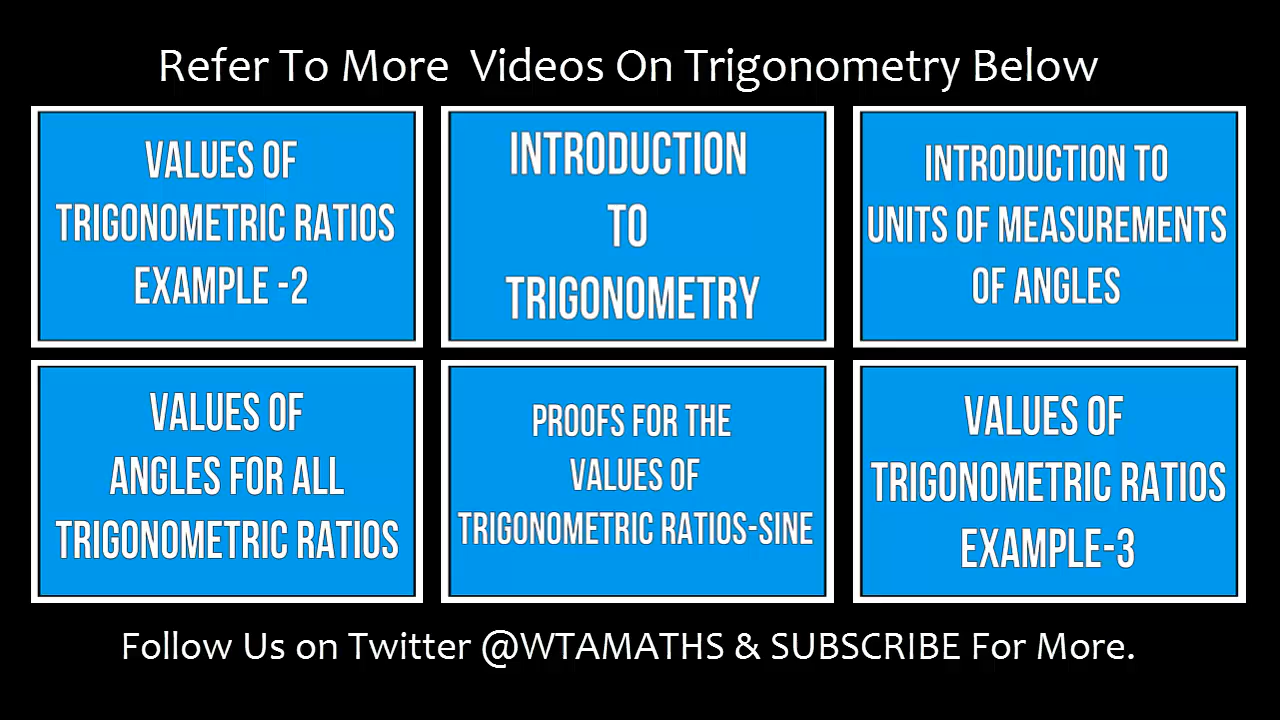 Refer To More Videos On Trigonometry Below
VALUES OF
TRIGONOMETRIC RATIOS
EXAMPLE -2
INTRODUCTION
TO
TRIGONOMETRY
INTRODUCTION TO
UNITS OF MEASUREMENTS
OF ANGLES
VALUES OF
ANGLES FOR ALL
TRIGONOMETRIC RATIOS
PROOFS FOR THE
VALUES OF
TRIGONOMETRIC RATIOS-SINE
VALUES OF
TRIGONOMETRIC RATIOS
EXAMPLE-3
Follow Us on Twitter @WTAMATHS & SUBSCRIBE For More.